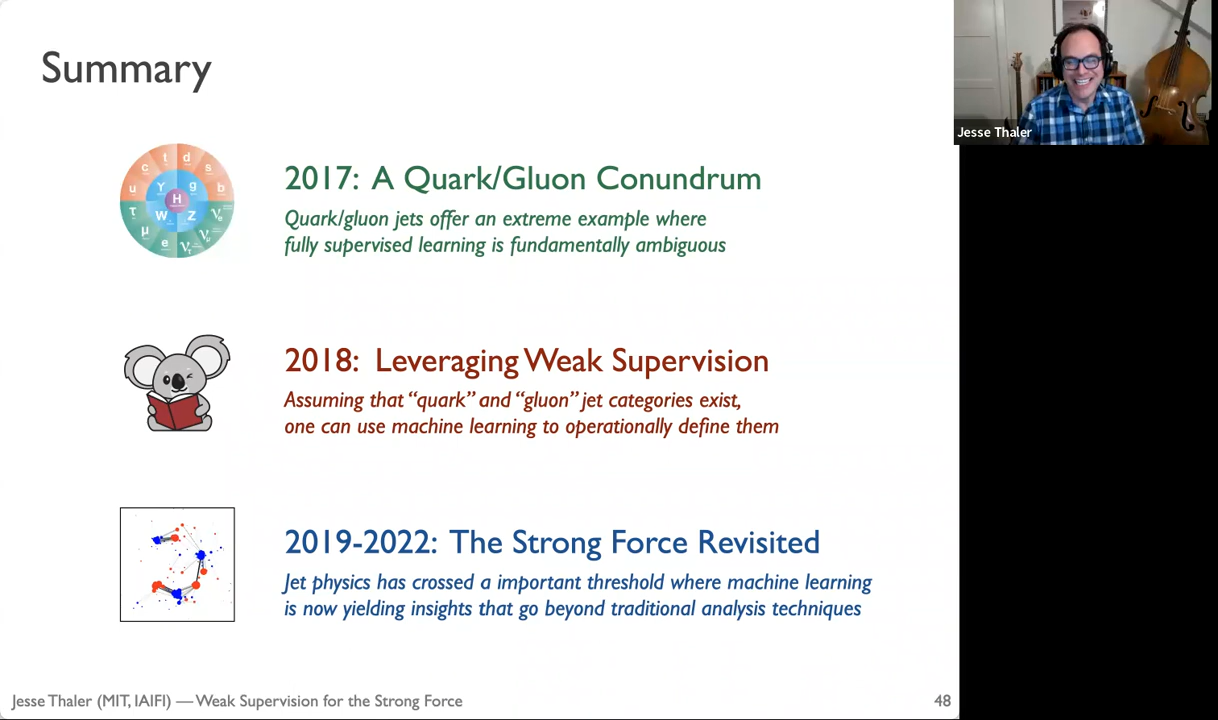 Summary
Jesse Thaler
t d
c s
u γ g b
H
τ W Z νe
μ
e ντ
2017: A Quark/Gluon Conundrum
Quark/gluon jets offer an extreme example where
fully supervised learning is fundamentally ambiguous
2018: Leveraging Weak Supervision
Assuming that “quark” and “gluon” jet categories exist,
one can use machine learning to operationally define them
2019-2022: The Strong Force Revisited
Jet physics has crossed a important threshold where machine learning
is now yielding insights that go beyond traditional analysis techniques
Jesse Thaler (MIT, IAIFI) — Weak Supervision for the Strong Force
48